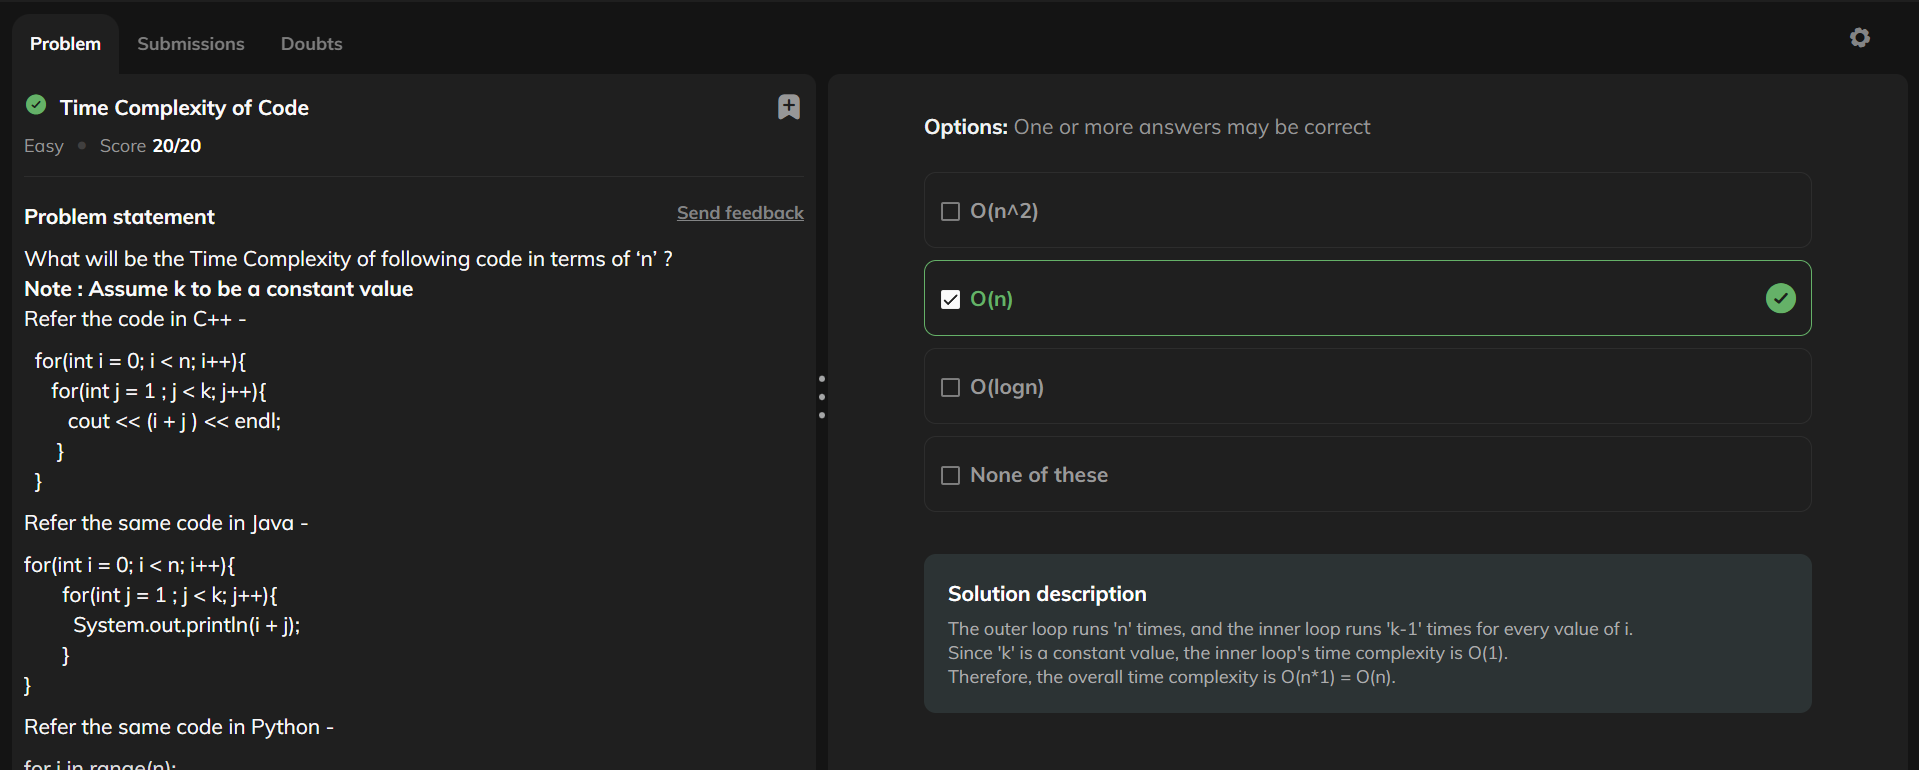 Problem
Submissions
Doubts
Time Complexity of Code
Easy • Score 20/20
Problem statement
Send feedback
What will be the Time Complexity of following code in terms of ‘n’ ?
Note : Assume k to be a constant value
Refer the code in C++ -
for(int i = 0; i < n; i++){
for(int j = 1 ; j < k; j++){
cout << (i + j ) << endl;
}
}
Refer the same code in Java -
for(int i = 0; i < n; i++){
for(int j = 1 ; j < k; j++){
System.out.println(i + j);
}
}
Refer the same code in Python -
for i in range(n):
Options: One or more answers may be correct
O(n^2)
O(n)
O(logn)
None of these
Solution description
The outer loop runs 'n' times, and the inner loop runs 'k-1' times for every value of i.
Since 'k' is a constant value, the inner loop's time complexity is O(1).
Therefore, the overall time complexity is O(n*1) = O(n).